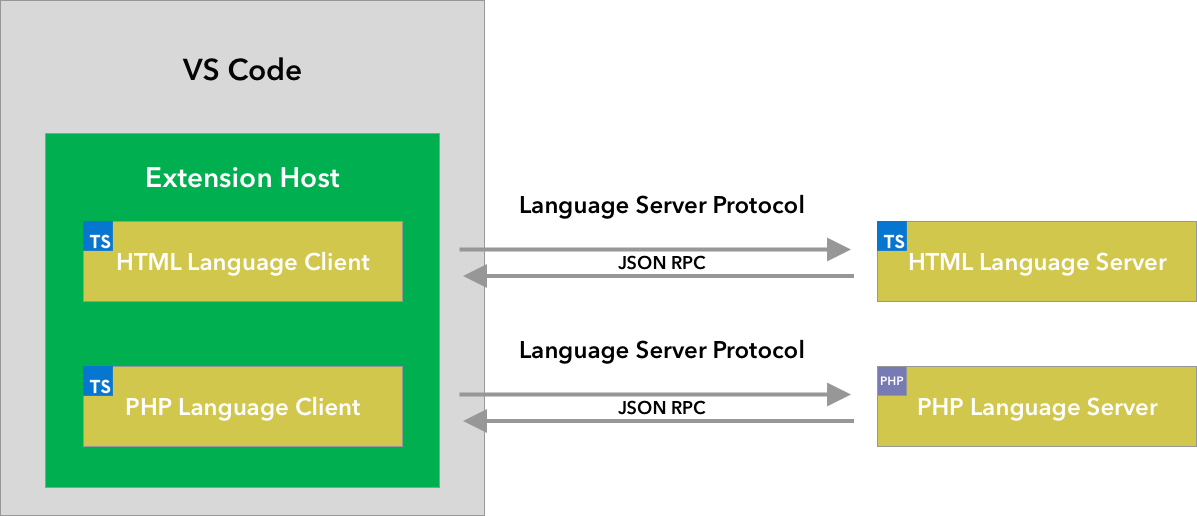 VS Code
Extension Host
Language Server Protocol
TS
HTML Language Client
JSON RPC
TS
HTML Language Server
Language Server Protocol
TS
PHP Language Client
JSON RPC
PHP
PHP Language Server